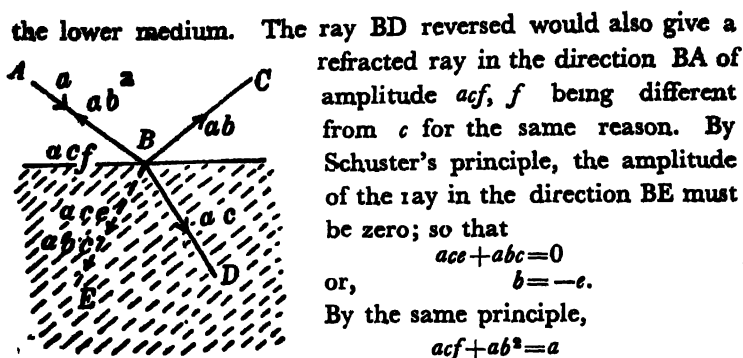 the lower medium. The ray BD reversed would also give a
refracted ray in the direction BA of
amplitude acf, f being different
from c for the same reason. By
Schuster's principle, the amplitude
of the ray in the direction BE must
be zero; so that
ace+abc=0
or, b=-e.
By the same principle,
acf+ab²=a
A
a
ab²
C
B
ab
acf
ace
ac
abc
D
E